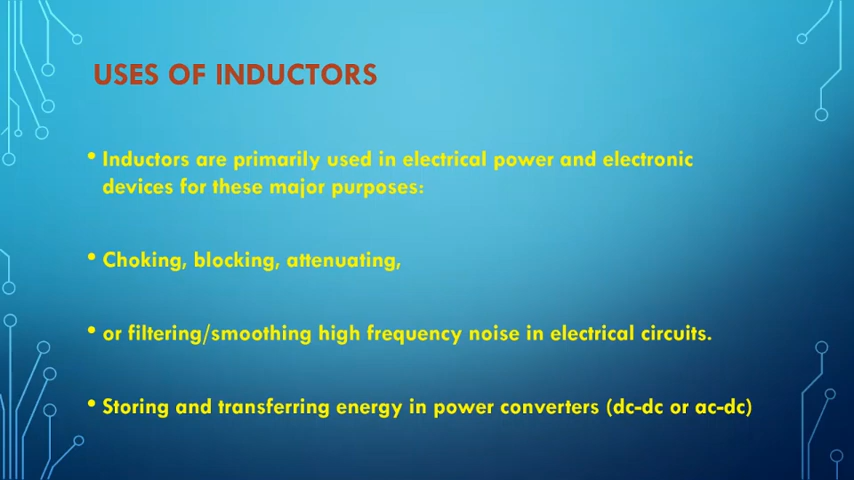 USES OF INDUCTORS
• Inductors are primarily used in electrical power and electronic
devices for these major purposes:
• Choking, blocking, attenuating,
• or filtering/smoothing high frequency noise in electrical circuits.
• Storing and transferring energy in power converters (dc-dc or ac-dc)